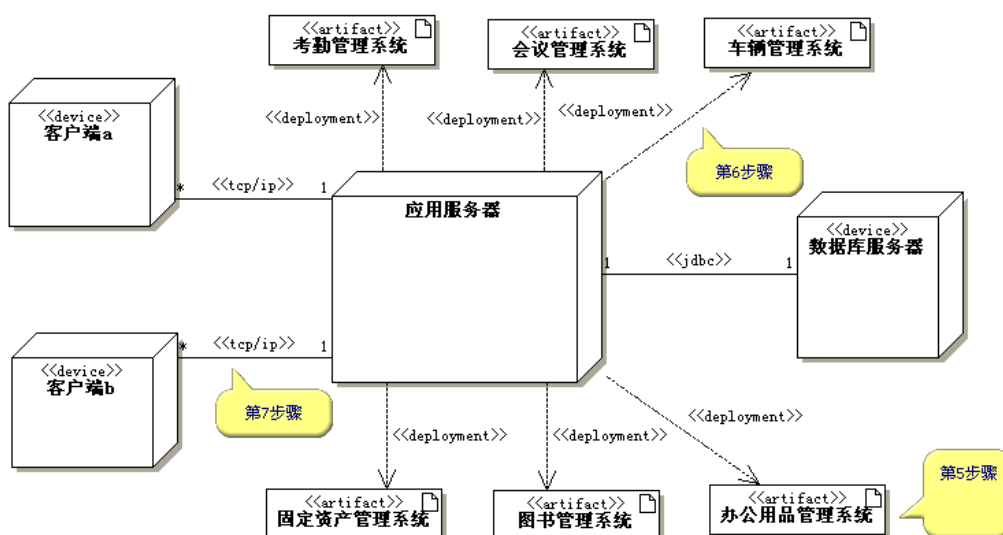 <<artifact>>
考勤管理系统
<<artifact>>
会议管理系统
<<artifact>>
车辆管理系统
<<deployment>>
<<deployment>>
<<deployment>>
<<device>>
客户端a
第6步骤
*
<<tcp/ip>>
1
应用服务器
<<device>>
数据库服务器
1
<<jdbc>>
1
*
<<tcp/ip>>
1
<<device>>
客户端b
第7步骤
<<deployment>>
<<deployment>>
<<deployment>>
第5步骤
<<artifact>>
固定资产管理系统
<<artifact>>
图书管理系统
<<artifact>>
办公用品管理系统